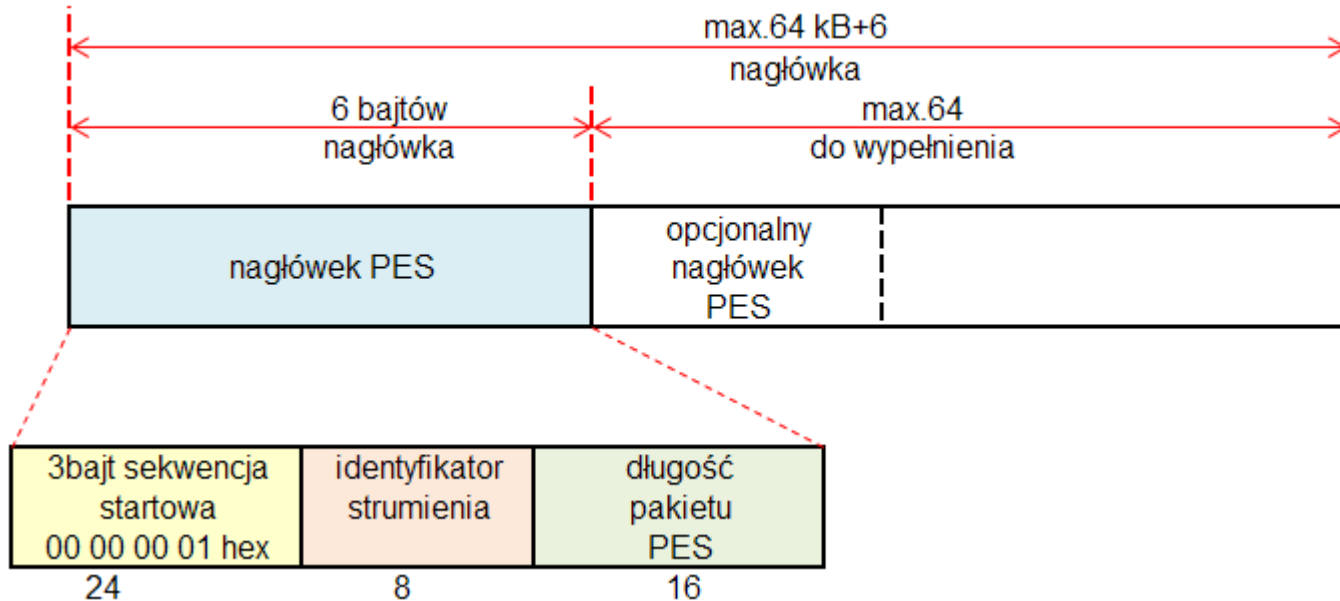 max.64 kB+6
nagłówka
6 bajtów
nagłówka
max.64
do wypełnienia
nagłówek PES
opcjonalny
nagłówek
PES
3bajt sekwencja
startowa
00 00 00 01 hex
identyfikator
strumienia
długość
pakietu
PES
24
8
16